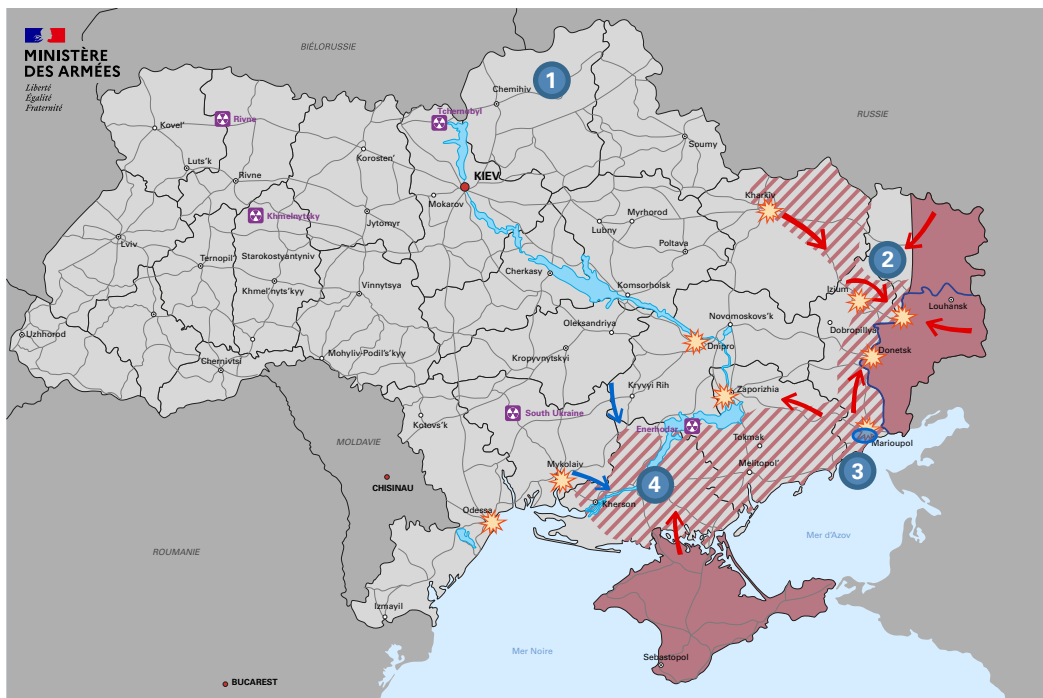 MINISTÈRE
DES ARMÉES
Liberté
Égalité
Fraternité
BIÉLORUSSIE
RUSSIE
1
Chernihiv
Tchernobyl
Rivne
Kovel'
Soumy
Korosten'
Luts'k
Rivne
KIEV
Kharkiv
Mokarov
Khmelnytsky
Jytomyr
Myrhorod
Lubny
Poltava
Lviv
Starokostyantyniv
Ternopil'
2
Cherkasy
Khmel'nyts'kyy
Vinnytsya
Komsorholsk
Izium
Louhansk
Oleksandriya
Novomoskovs'k
Uzhhorod
Dobropillya
Dnipro
Donetsk
Chernivtsi
Mohyliv-Podil's'kyy
Kropyvnytskyi
Kryvyi Rih
Zaporizhia
Kotovs'k
South Ukraine
Enerhodar
Tokmak
Marioupol
MOLDAVIE
Mykolaiv
Melitopol'
3
4
CHISINAU
Kherson
Odessa
Mer d'Azov
ROUMANIE
Izmayil
Mer Noire
Sebastopol
BUCAREST